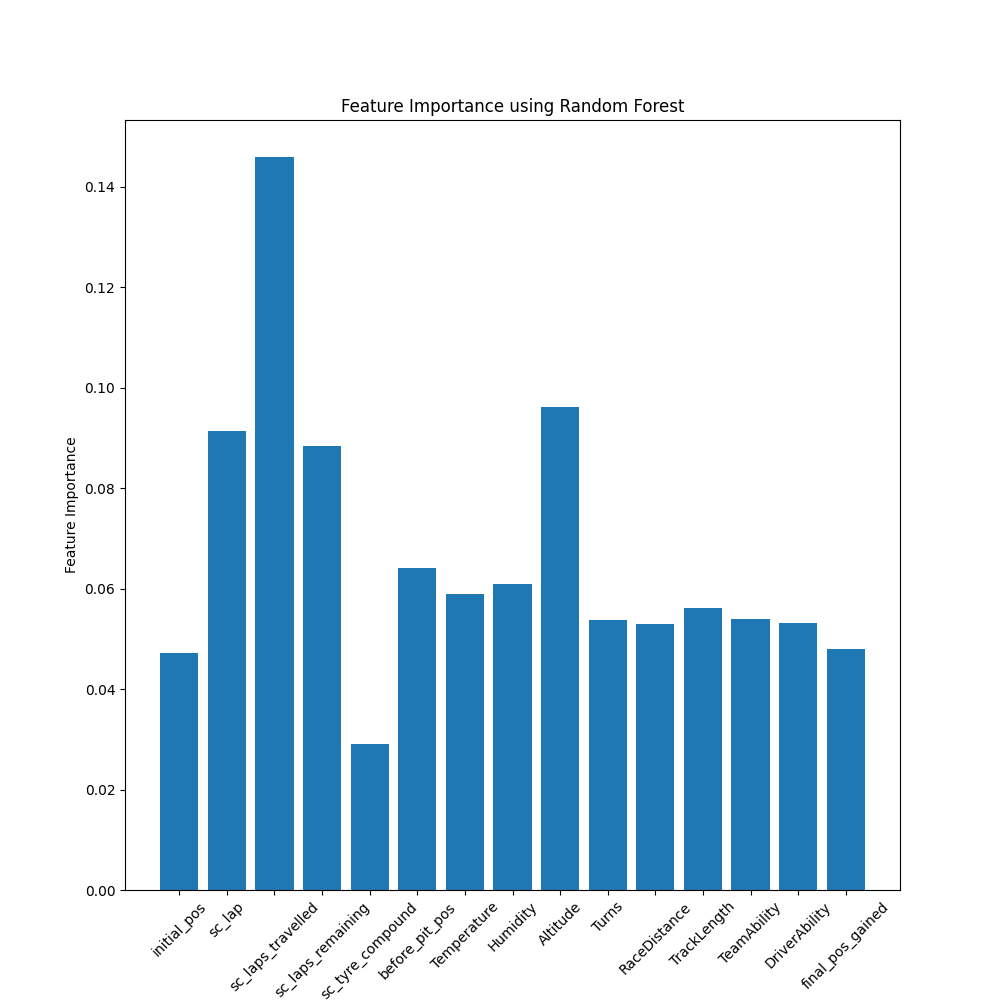 Feature Importance using Random Forest
Feature Importance
0.14
0.12
0.10
0.08
0.06
0.04
0.02
0.00
initial_pos
sc_lap
sc_laps_travelled
sc_laps_remaining
sc_tyre_compound
before_pit_pos
Temperature
Humidity
Altitude
Turns
RaceDistance
TrackLength
TeamAbility
DriverAbility
final_pos_gained